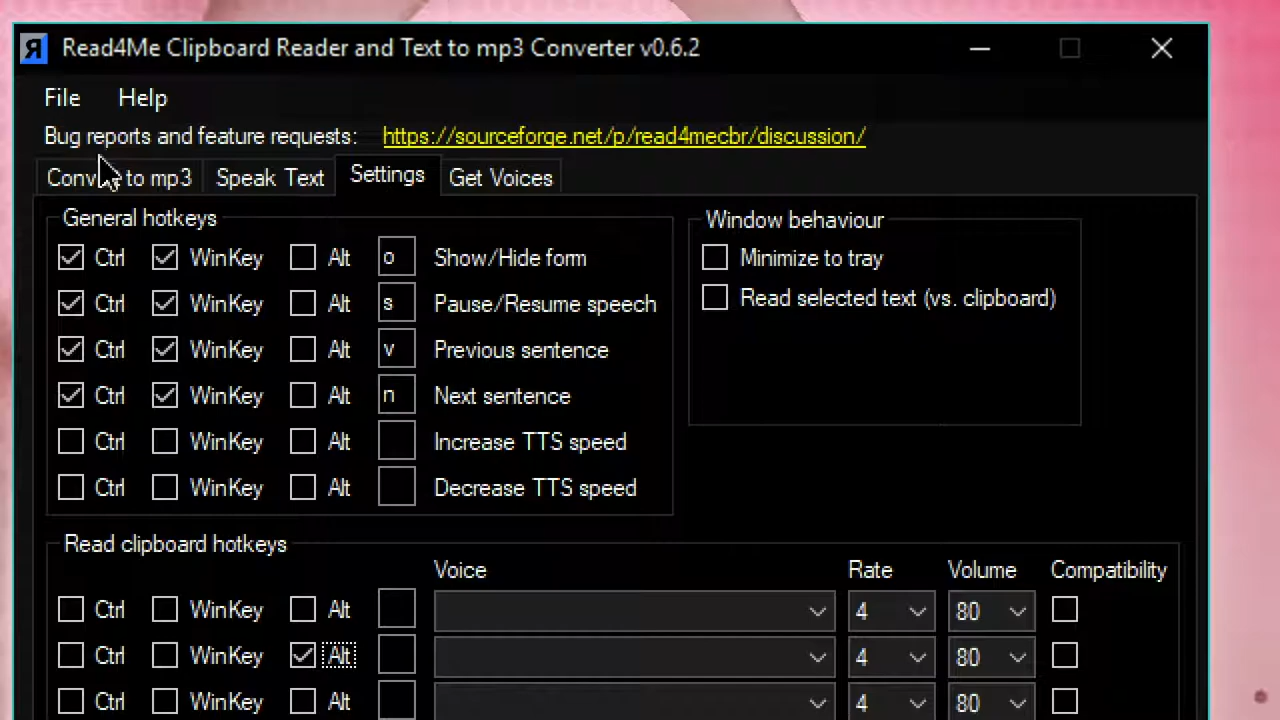 Read4Me Clipboard Reader and Text to mp3 Converter v0.6.2
File Help
Bug reports and feature requests: https://sourceforge.net/p/read4mecbr/discussion/
Convert to mp3 Speak Text Settings Get Voices
General hotkeys
Ctrl WinKey Alt o Show/Hide form
Ctrl WinKey Alt s Pause/Resume speech
Ctrl WinKey Alt v Previous sentence
Ctrl WinKey Alt n Next sentence
Ctrl WinKey Alt Increase TTS speed
Ctrl WinKey Alt Decrease TTS speed
Window behaviour
Minimize to tray
Read selected text (vs. clipboard)
Read clipboard hotkeys
Voice Rate Volume Compatibility
Ctrl WinKey Alt 4 80
Ctrl WinKey Alt 4 80
Ctrl WinKey Alt 4 80